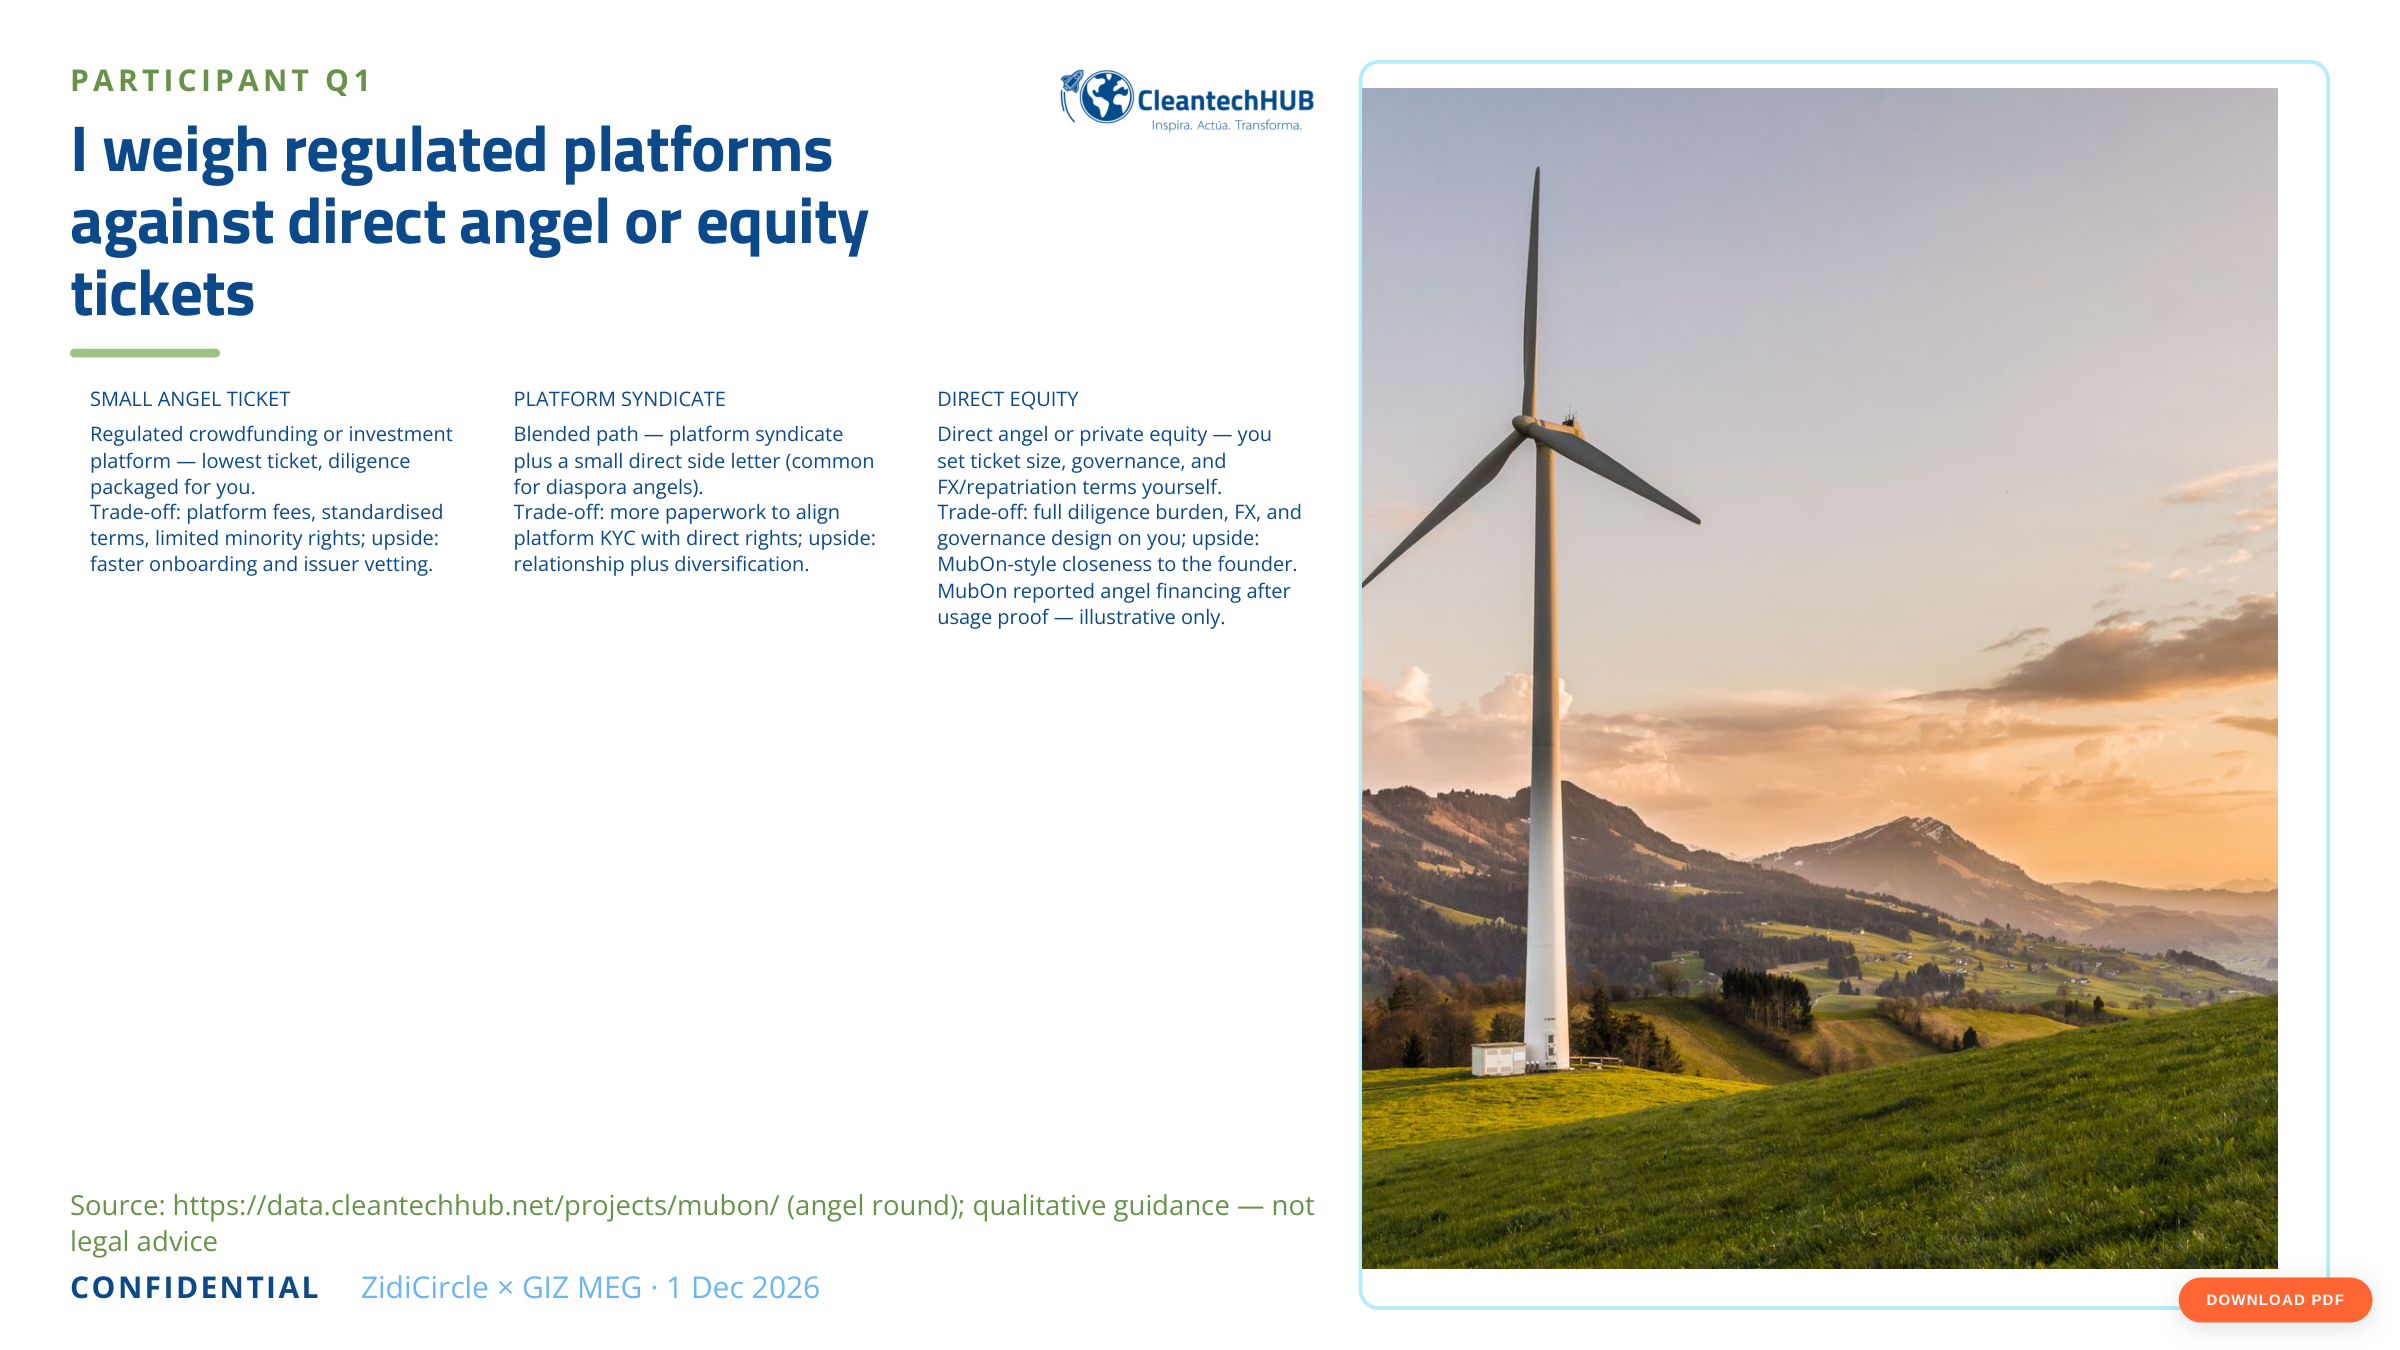 PARTICIPANT Q1
CleantechHUB
Inspira. Actúa. Transforma.
I weigh regulated platforms
against direct angel or equity
tickets
SMALL ANGEL TICKET
Regulated crowdfunding or investment
platform — lowest ticket, diligence
packaged for you.
Trade-off: platform fees, standardised
terms, limited minority rights; upside:
faster onboarding and issuer vetting.
PLATFORM SYNDICATE
Blended path — platform syndicate
plus a small direct side letter (common
for diaspora angels).
Trade-off: more paperwork to align
platform KYC with direct rights; upside:
relationship plus diversification.
DIRECT EQUITY
Direct angel or private equity — you
set ticket size, governance, and
FX/repatriation terms yourself.
Trade-off: full diligence burden, FX, and
governance design on you; upside:
MubOn-style closeness to the founder.
MubOn reported angel financing after
usage proof — illustrative only.
Source: https://data.cleantechhub.net/projects/mubon/ (angel round); qualitative guidance — not
legal advice
CONFIDENTIAL ZidiCircle × GIZ MEG · 1 Dec 2026
DOWNLOAD PDF